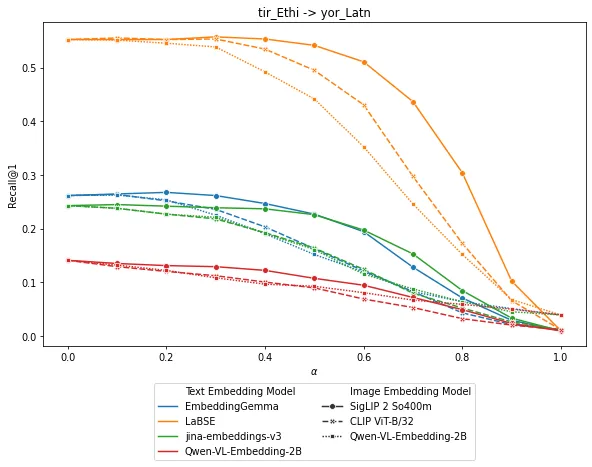 tir_Ethi -> yor_Latn
Recall@1
0.5
0.4
0.3
0.2
0.1
0.0
0.0 0.2 0.4 0.6 0.8 1.0
α
Text Embedding Model Image Embedding Model
EmbeddingGemma SigLIP 2 So400m
LaBSE CLIP ViT-B/32
jina-embeddings-v3 Qwen-VL-Embedding-2B
Qwen-VL-Embedding-2B